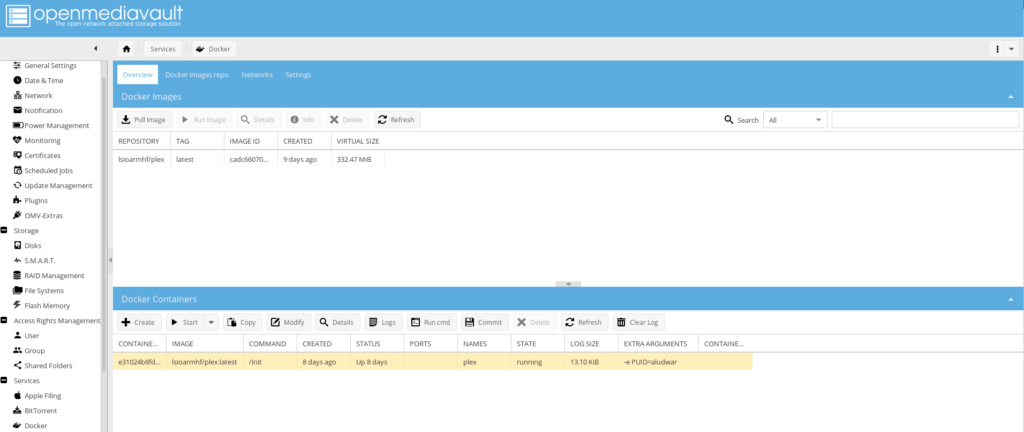 openmediavault
The open network attached storage solution
Services
Docker
General Settings
Date & Time
Network
Notification
Power Management
Monitoring
Certificates
Scheduled Jobs
Update Management
Plugins
OMV-Extras
Storage
Disks
S.M.A.R.T.
RAID Management
File Systems
Flash Memory
Access Rights Management
User
Group
Shared Folders
Services
Apple Filing
BitTorrent
Docker
Overview Docker images repo Networks Settings
Docker Images
Pull Image Run Image Details Info Delete Refresh Search All
REPOSITORY TAG IMAGE ID CREATED VIRTUAL SIZE
lsioarmhf/plex latest cadc66070... 9 days ago 332.47 MiB
Docker Containers
Create Start Copy Modify Details Logs Run cmd Commit Delete Refresh Clear Log
CONTAINE... IMAGE COMMAND CREATED STATUS PORTS NAMES STATE LOG SIZE EXTRA ARGUMENTS CONTAINE...
e31024b8fd... lsioarmhf/plex:latest /init 8 days ago Up 8 days plex running 13.10 KiB -e PUID=aludwar